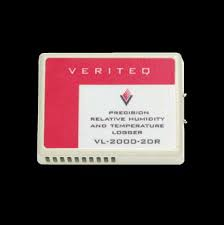 VERITEQ
PRECISION
RELATIVE HUMIDITY
AND TEMPERATURE
LOGGER
VL-2000-2DR